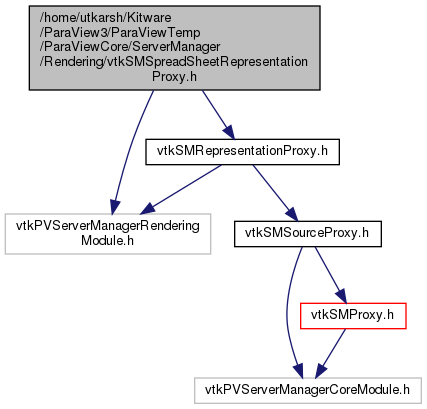 /home/utkarsh/Kitware
/ParaView3/ParaViewTemp
/ParaViewCore/ServerManager
/Rendering/vtkSMSpreadSheetRepresentation
Proxy.h
vtkSMRepresentationProxy.h
vtkPVServerManagerRendering
Module.h
vtkSMSourceProxy.h
vtkSMProxy.h
vtkPVServerManagerCoreModule.h